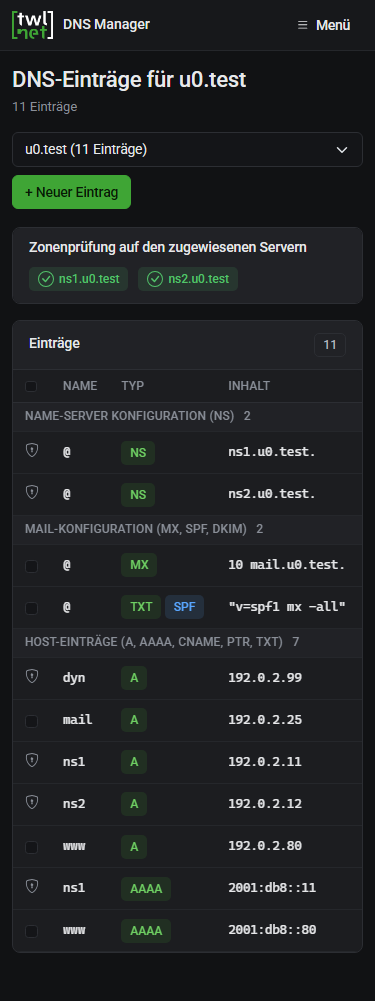 twl
net
DNS Manager
Menü
DNS-Einträge für u0.test
11 Einträge
u0.test (11 Einträge)
+ Neuer Eintrag
Zonenprüfung auf den zugewiesenen Servern
ns1.u0.test
ns2.u0.test
Einträge 11
NAME TYP INHALT
NAME-SERVER KONFIGURATION (NS) 2
@ NS ns1.u0.test.
@ NS ns2.u0.test.
MAIL-KONFIGURATION (MX, SPF, DKIM) 2
@ MX 10 mail.u0.test.
@ TXT SPF "v=spf1 mx -all"
HOST-EINTRÄGE (A, AAAA, CNAME, PTR, TXT) 7
dyn A 192.0.2.99
mail A 192.0.2.25
ns1 A 192.0.2.11
ns2 A 192.0.2.12
www A 192.0.2.80
ns1 AAAA 2001:db8::11
www AAAA 2001:db8::80